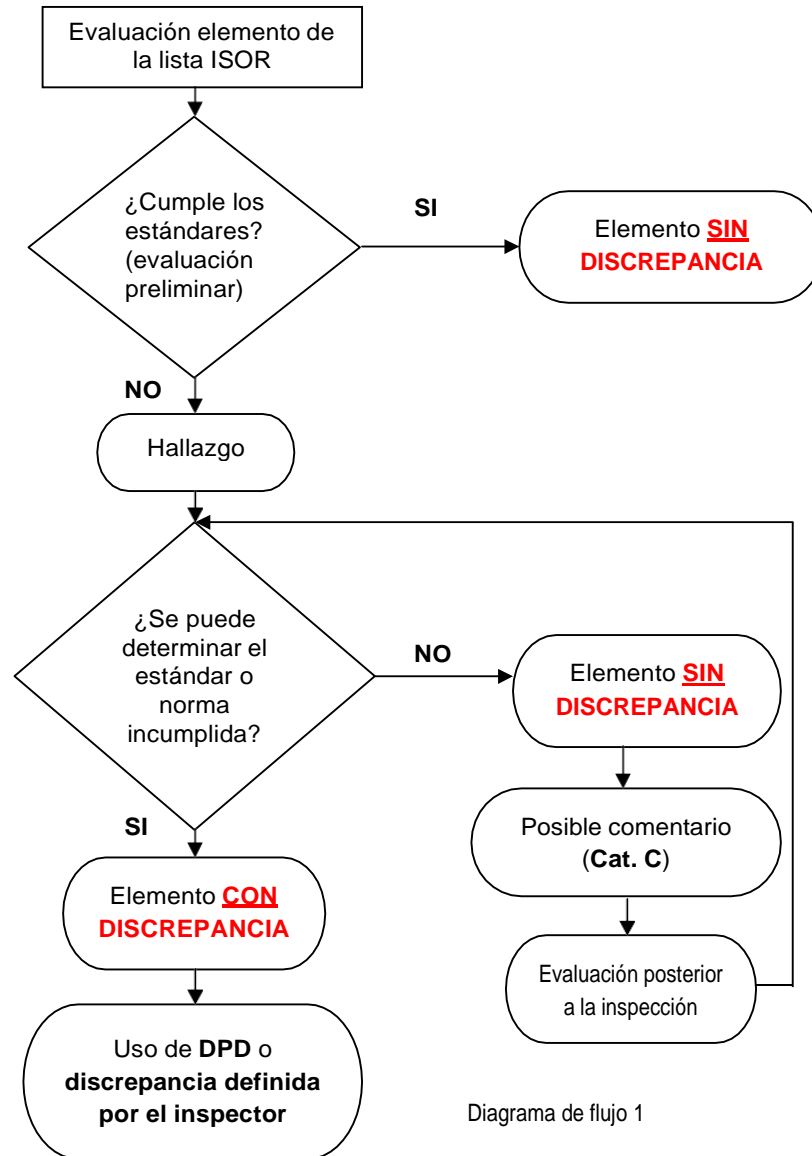 Evaluación elemento de
la lista ISOR
¿Cumple los
estándares?
(evaluación
preliminar)
SI
Elemento SIN
DISCREPANCIA
NO
Hallazgo
¿Se puede
determinar el
estándar o
norma
incumplida?
NO
Elemento SIN
DISCREPANCIA
Posible comentario
(Cat. C)
Evaluación posterior
a la inspección
SI
Elemento CON
DISCREPANCIA
Uso de DPD o
discrepancia definida
por el inspector
Diagrama de flujo 1